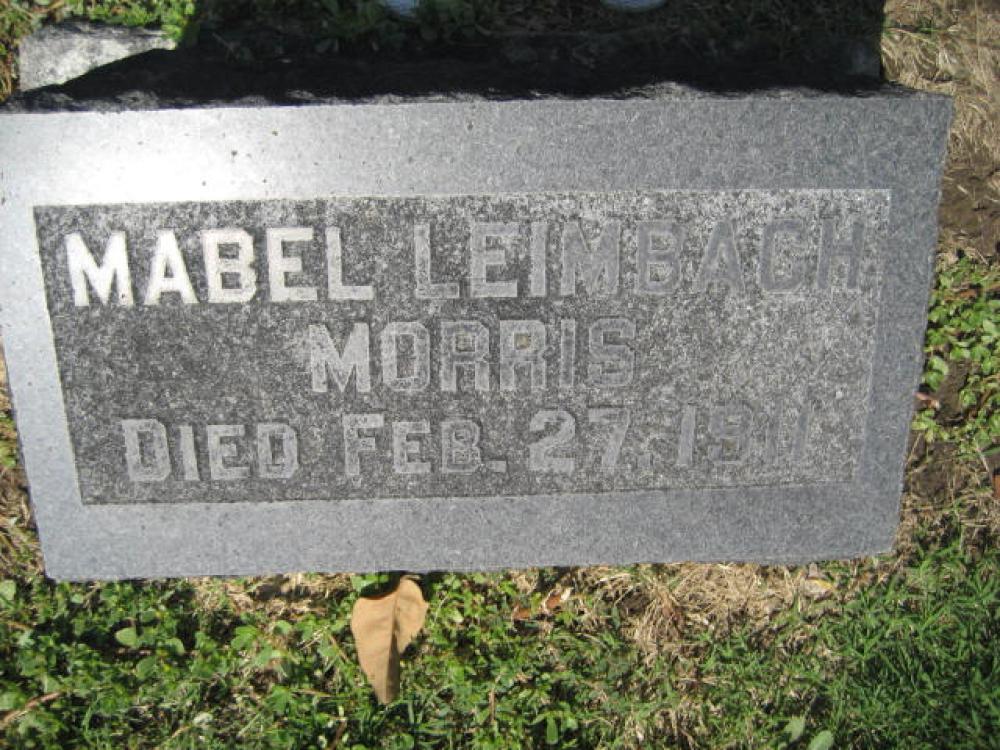 MABEL LEIMBACH
MORRIS
DIED FEB. 27, 1911